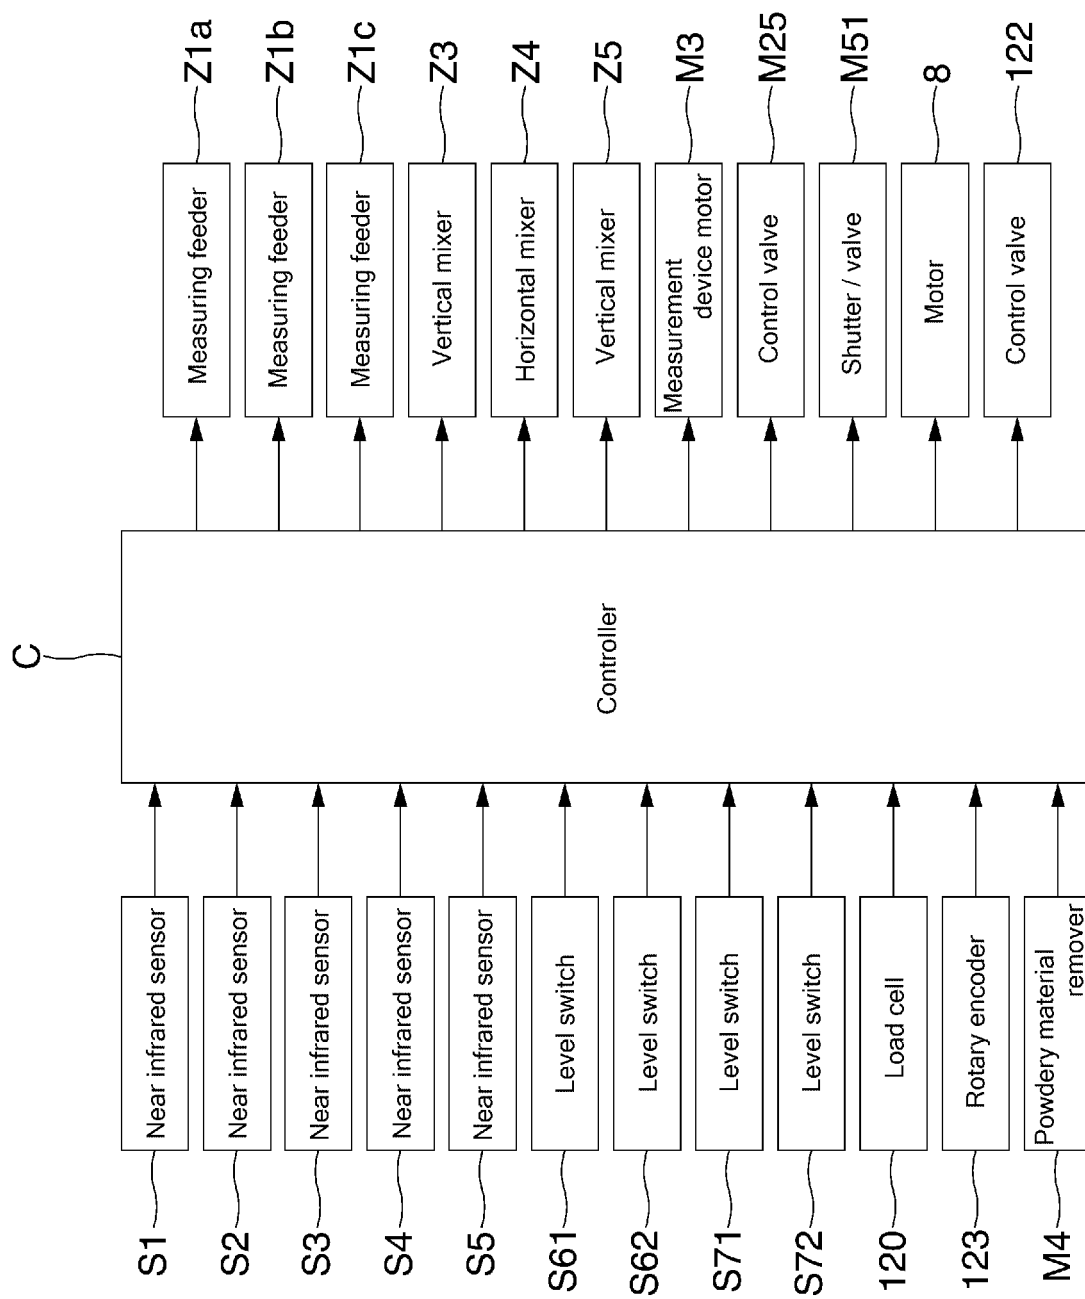 C
S1
Near infrared sensor
S2
Near infrared sensor
S3
Near infrared sensor
S4
Near infrared sensor
S5
Near infrared sensor
S61
Level switch
S62
Level switch
S71
Level switch
S72
Level switch
120
Load cell
123
Rotary encoder
M4
Powdery material
remover
Controller
Measuring feeder
Z1a
Measuring feeder
Z1b
Measuring feeder
Z1c
Vertical mixer
Z3
Horizontal mixer
Z4
Vertical mixer
Z5
Measurement
device motor
M3
Control valve
M25
Shutter / valve
M51
Motor
8
Control valve
122